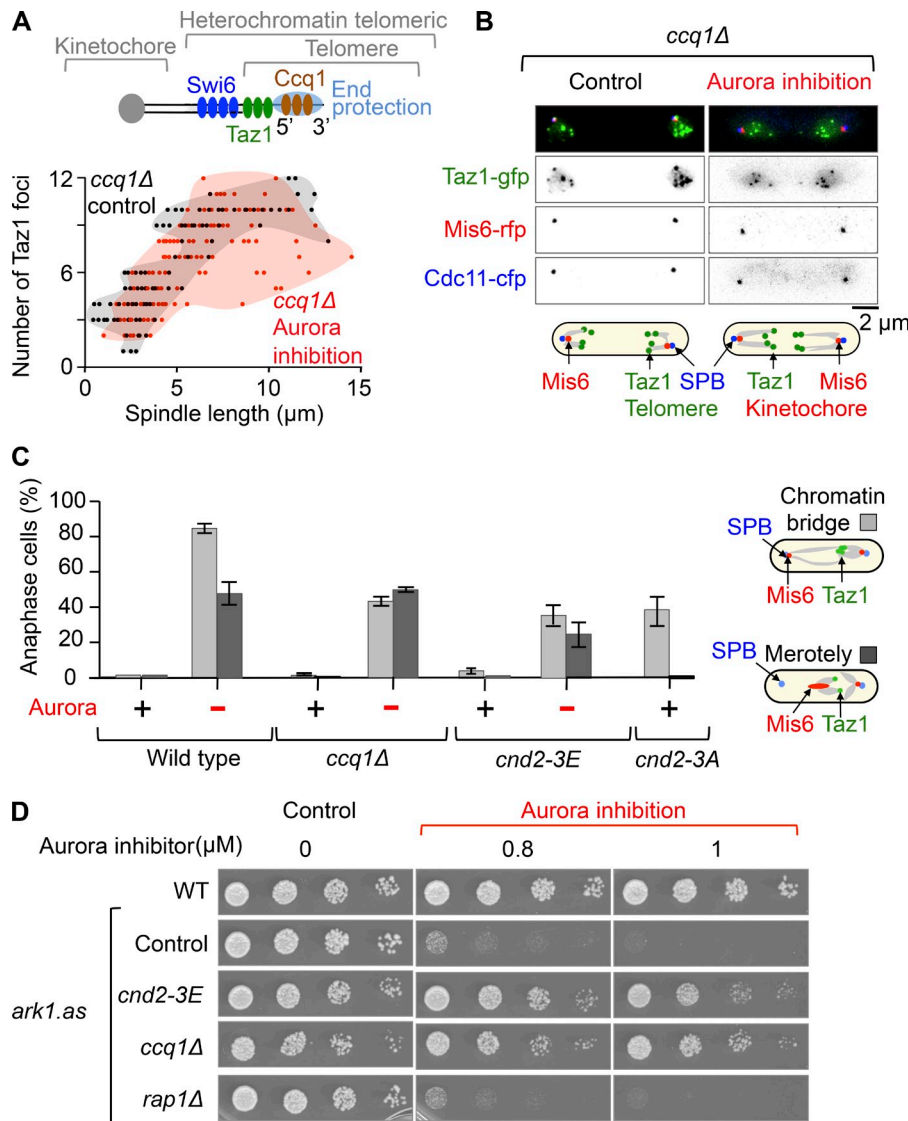 A
Heterochromatin telomeric
Kinetochore
Telomere
Swi6
Ccq1
End
protection
Taz1
5’
3’
Number of Taz1 foci
12
9
6
3
0
ccq1Δ
control
ccq1Δ
Aurora
inhibition
0
5
10
15
Spindle length (µm)
B
ccq1Δ
Control
Aurora inhibition
Taz1-gfp
Mis6-rfp
Cdc11-cfp
2 µm
Mis6
Taz1
Telomere
SPB
Taz1
Mis6
Kinetochore
C
Anaphase cells (%)
100
80
60
40
20
0
Aurora
+
−
+
−
+
−
+
Wild type
ccq1Δ
cnd2-3E
cnd2-3A
Chromatin
bridge
SPB
Mis6
Taz1
Merotely
SPB
Mis6
Taz1
D
Control
Aurora inhibition
Aurora inhibitor(µM)
0
0.8
1
WT
Control
cnd2-3E
ark1.as
ccq1Δ
rap1Δ